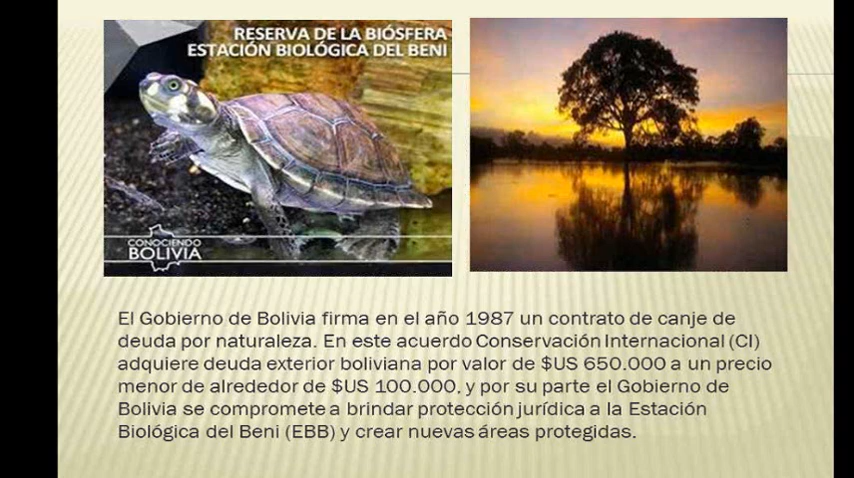 RESERVA DE LA BIÓSFERA
ESTACIÓN BIOLÓGICA DEL BENI
CONOCIENDO
BOLIVIA
El Gobierno de Bolivia firma en el año 1987 un contrato de canje de
deuda por naturaleza. En este acuerdo Conservación Internacional (CI)
adquiere deuda exterior boliviana por valor de $US 650.000 a un precio
menor de alrededor de $US 100.000, y por su parte el Gobierno de
Bolivia se compromete a brindar protección jurídica a la Estación
Biológica del Beni (EBB) y crear nuevas áreas protegidas.